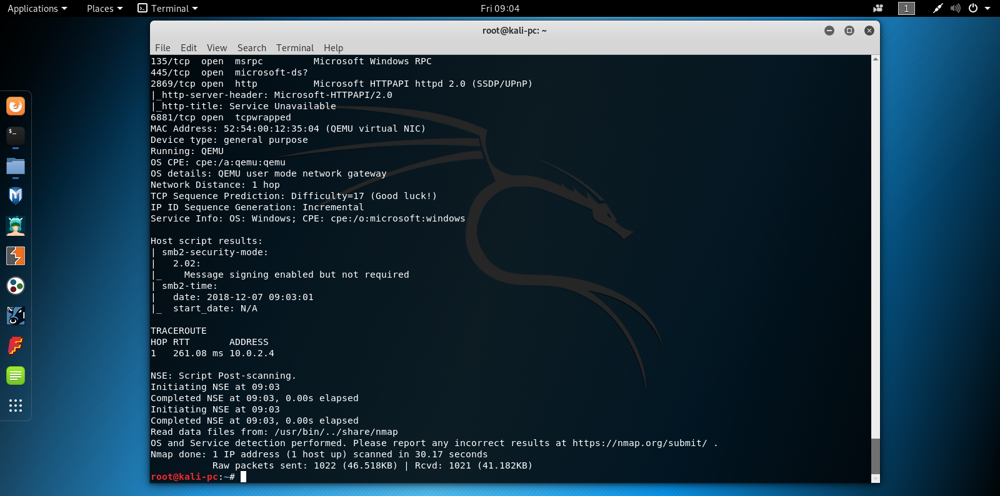 Applications Places Terminal Fri 09:04 1
root@kali-pc: ~
File Edit View Search Terminal Help
135/tcp  open  msrpc         Microsoft Windows RPC
445/tcp  open  microsoft-ds?
2869/tcp open  http          Microsoft HTTPAPI httpd 2.0 (SSDP/UPnP)
|_http-server-header: Microsoft-HTTPAPI/2.0
|_http-title: Service Unavailable
6881/tcp open  tcpwrapped
MAC Address: 52:54:00:12:35:04 (QEMU virtual NIC)
Device type: general purpose
Running: QEMU
OS CPE: cpe:/a:qemu:qemu
OS details: QEMU user mode network gateway
Network Distance: 1 hop
TCP Sequence Prediction: Difficulty=17 (Good luck!)
IP ID Sequence Generation: Incremental
Service Info: OS: Windows; CPE: cpe:/o:microsoft:windows

Host script results:
| smb2-security-mode:
|   2.02:
|_    Message signing enabled but not required
| smb2-time:
|   date: 2018-12-07 09:03:01
|_  start_date: N/A

TRACEROUTE
HOP RTT       ADDRESS
1   261.08 ms 10.0.2.4

NSE: Script Post-scanning.
Initiating NSE at 09:03
Completed NSE at 09:03, 0.00s elapsed
Initiating NSE at 09:03
Completed NSE at 09:03, 0.00s elapsed
Read data files from: /usr/bin/../share/nmap
OS and Service detection performed. Please report any incorrect results at https://nmap.org/submit/ .
Nmap done: 1 IP address (1 host up) scanned in 30.17 seconds
           Raw packets sent: 1022 (46.518KB) | Rcvd: 1021 (41.182KB)
root@kali-pc:~#